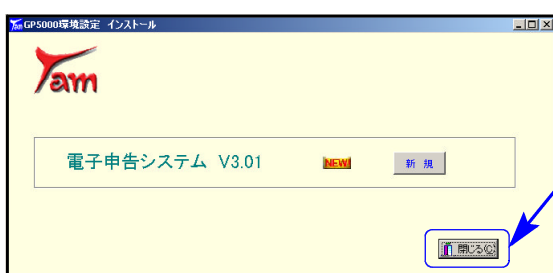 GP5000環境設定 インストール
Tam
電子申告システム V3.01
NEW!
新 規
閉じる(C)